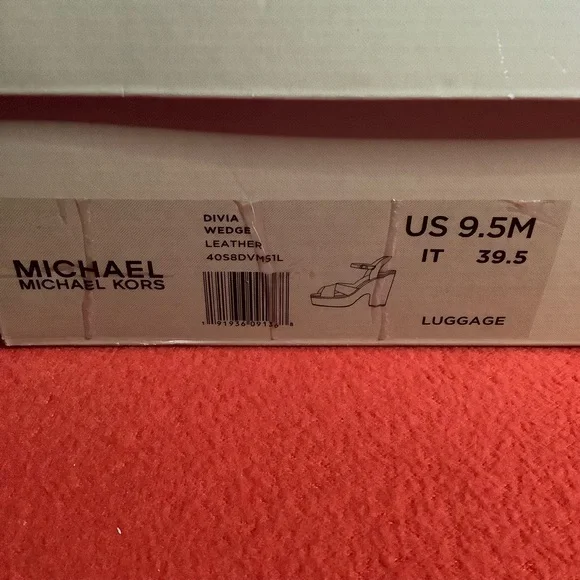 MICHAEL
MICHAEL KORS
DIVIA
WEDGE
LEATHER
40S8DVMS1L
US 9.5M
IT 39.5
LUGGAGE